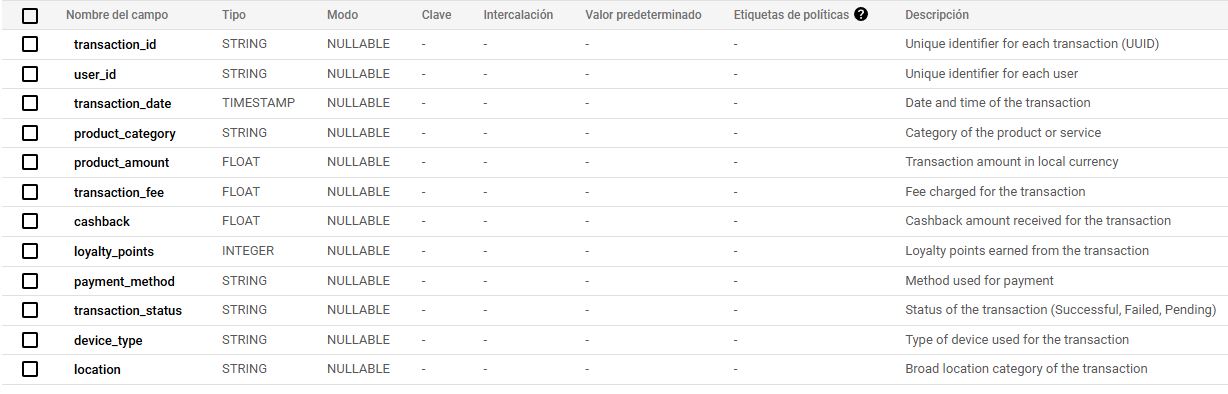 Nombre del campo Tipo Modo Clave Intercalación Valor predeterminado Etiquetas de políticas ? Descripción
transaction_id STRING NULLABLE - - - - Unique identifier for each transaction (UUID)
user_id STRING NULLABLE - - - - Unique identifier for each user
transaction_date TIMESTAMP NULLABLE - - - - Date and time of the transaction
product_category STRING NULLABLE - - - - Category of the product or service
product_amount FLOAT NULLABLE - - - - Transaction amount in local currency
transaction_fee FLOAT NULLABLE - - - - Fee charged for the transaction
cashback FLOAT NULLABLE - - - - Cashback amount received for the transaction
loyalty_points INTEGER NULLABLE - - - - Loyalty points earned from the transaction
payment_method STRING NULLABLE - - - - Method used for payment
transaction_status STRING NULLABLE - - - - Status of the transaction (Successful, Failed, Pending)
device_type STRING NULLABLE - - - - Type of device used for the transaction
location STRING NULLABLE - - - - Broad location category of the transaction